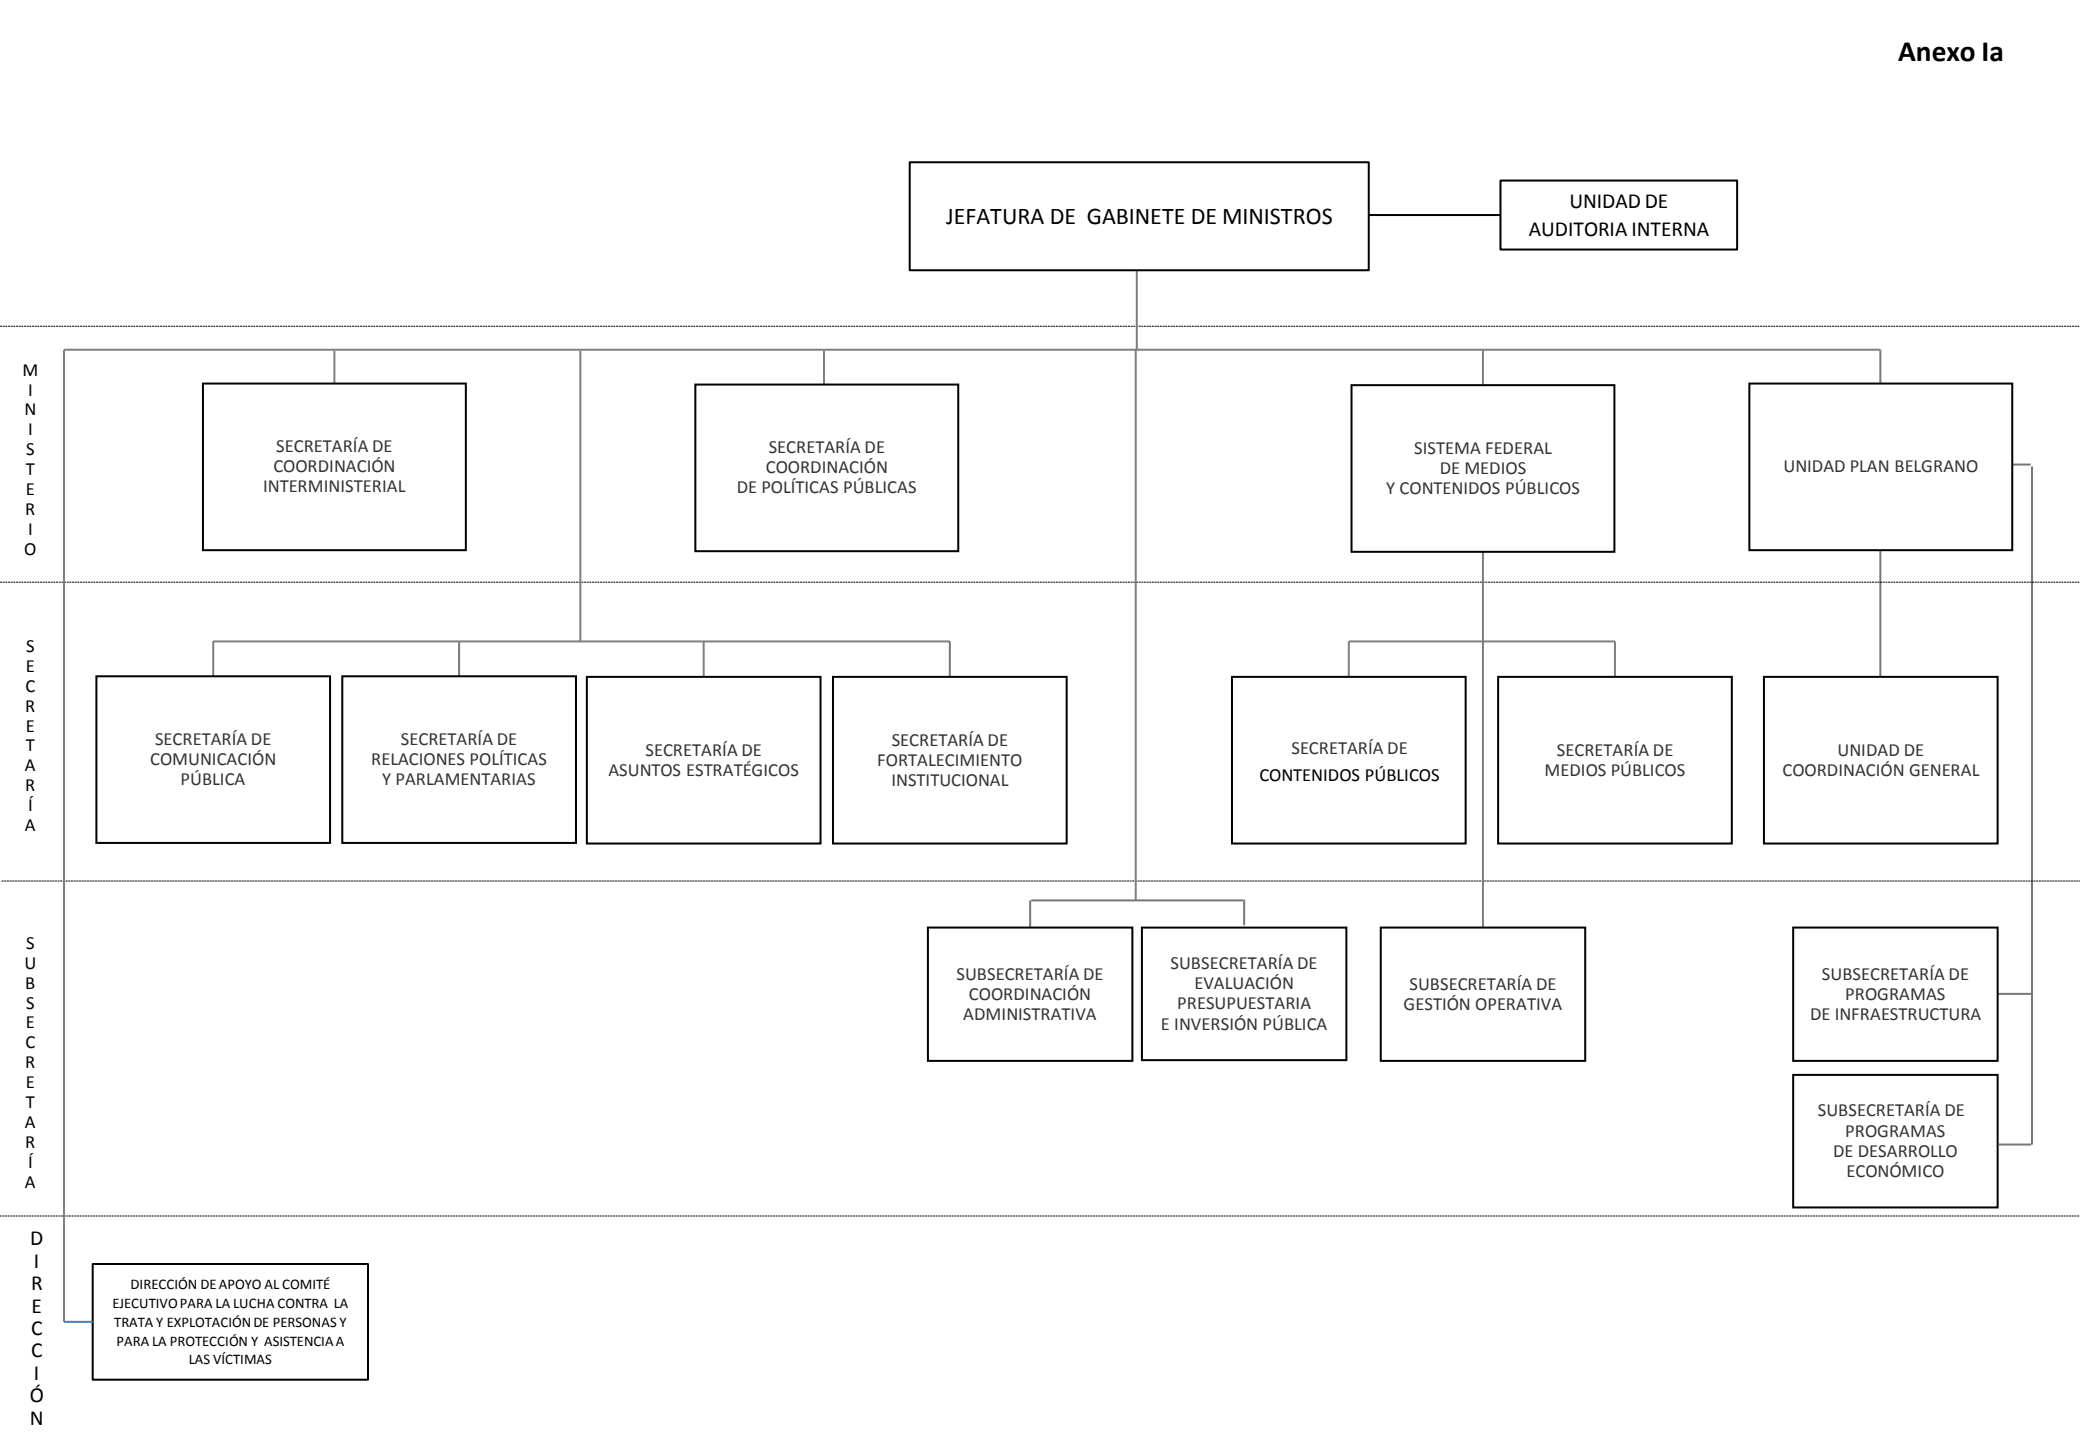 Anexo Ia
JEFATURA DE GABINETE DE MINISTROS
UNIDAD DE
AUDITORIA INTERNA
MINISTERIO
SECRETARÍA DE
COORDINACIÓN
INTERMINISTERIAL
SECRETARÍA DE
COORDINACIÓN
DE POLÍTICAS PÚBLICAS
SISTEMA FEDERAL
DE MEDIOS
Y CONTENIDOS PÚBLICOS
UNIDAD PLAN BELGRANO
SECRETARÍA
SECRETARÍA DE
COMUNICACIÓN
PÚBLICA
SECRETARÍA DE
RELACIONES POLÍTICAS
Y PARLAMENTARIAS
SECRETARÍA DE
ASUNTOS ESTRATÉGICOS
SECRETARÍA DE
FORTALECIMIENTO
INSTITUCIONAL
SECRETARÍA DE
CONTENIDOS PÚBLICOS
SECRETARÍA DE
MEDIOS PÚBLICOS
UNIDAD DE
COORDINACIÓN GENERAL
SUBSECRETARÍA
SUBSECRETARÍA DE
COORDINACIÓN
ADMINISTRATIVA
SUBSECRETARÍA DE
EVALUACIÓN
PRESUPUESTARIA
E INVERSIÓN PÚBLICA
SUBSECRETARÍA DE
GESTIÓN OPERATIVA
SUBSECRETARÍA DE
PROGRAMAS
DE INFRAESTRUCTURA
SUBSECRETARÍA DE
PROGRAMAS
DE DESARROLLO
ECONÓMICO
DIRECCIÓN
DIRECCIÓN DE APOYO AL COMITÉ
EJECUTIVO PARA LA LUCHA CONTRA LA
TRATA Y EXPLOTACIÓN DE PERSONAS Y
PARA LA PROTECCIÓN Y ASISTENCIA A
LAS VÍCTIMAS